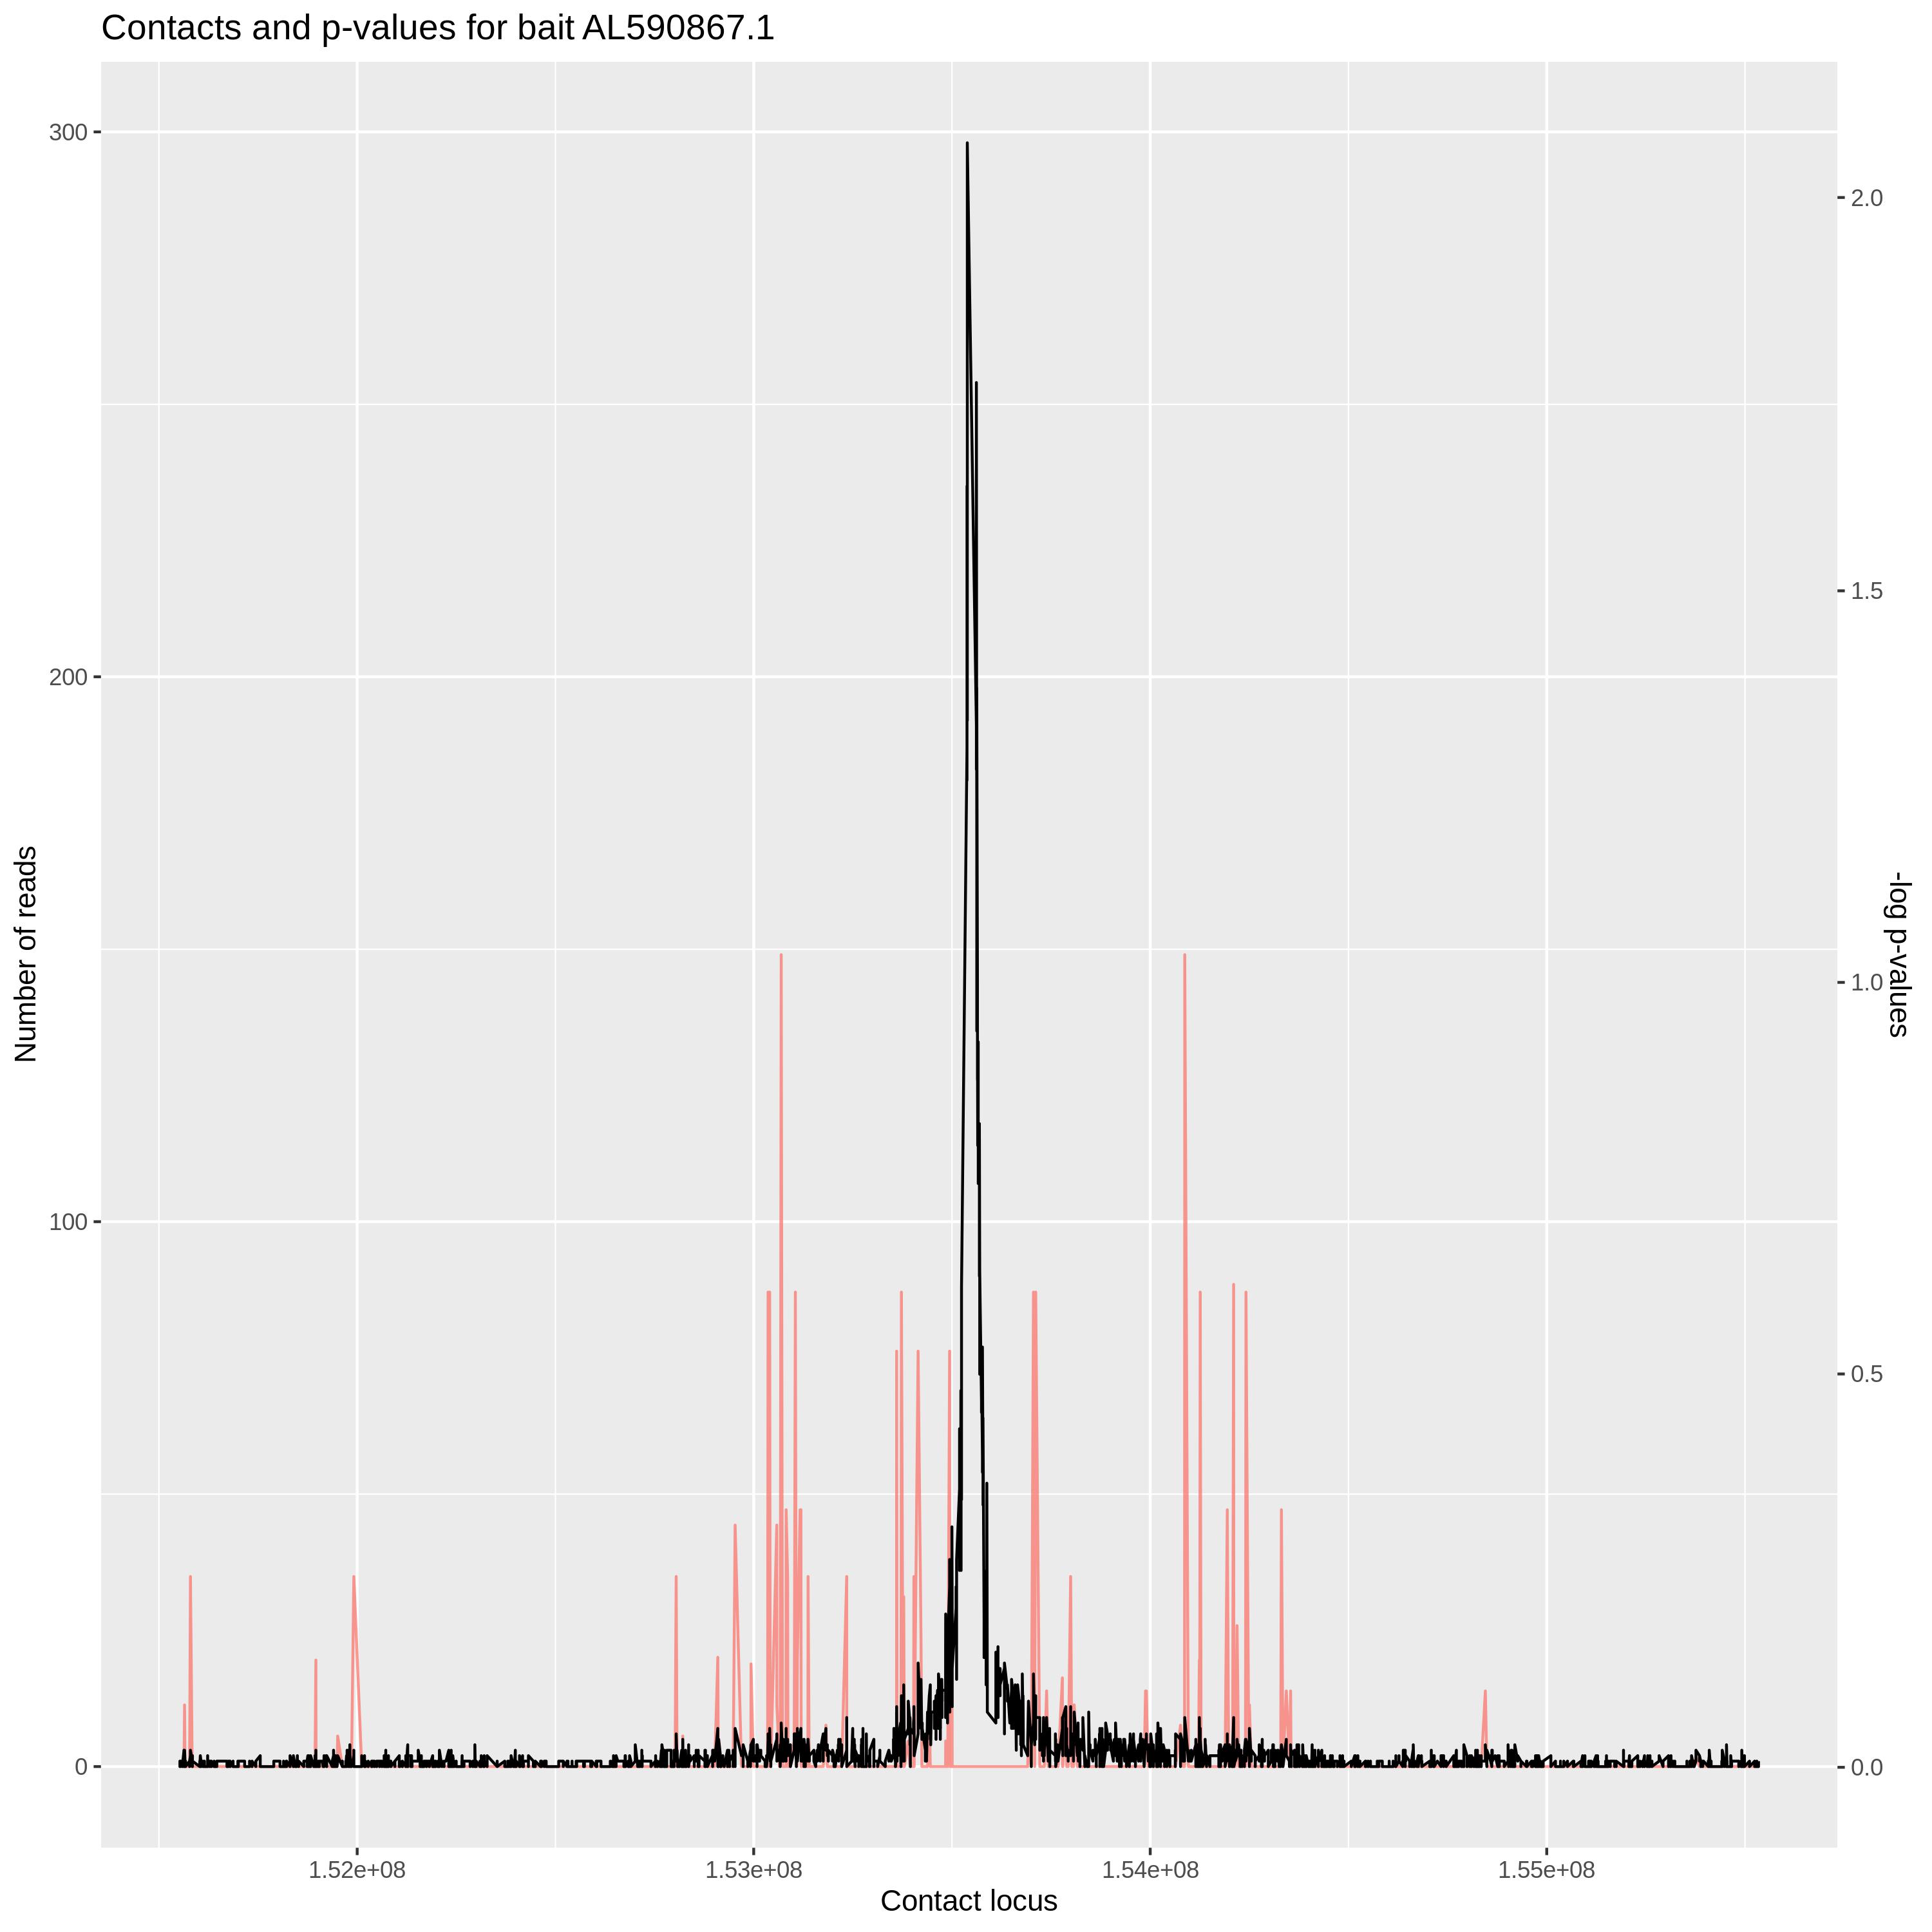 Contacts and p-values for bait AL590867.1
300
200
100
0
Number of reads
2.0
1.5
1.0
0.5
0.0
-log p-values
1.52e+08
1.53e+08
1.54e+08
1.55e+08
Contact locus